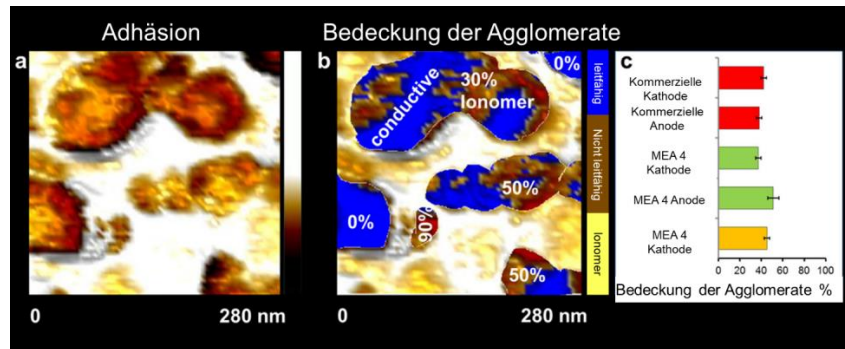 Adhäsion
Bedeckung der Agglomerate
a
b
c
0%
30%
Ionomer
conductive
50%
0%
90%
50%
leitfähig
Nicht leitfähig
Ionomer
Kommerzielle
Kathode
Kommerzielle
Anode
MEA 4
Kathode
MEA 4 Anode
MEA 4
Kathode
0 20 40 60 80 100
Bedeckung der Agglomerate %
0 280 nm
0 280 nm